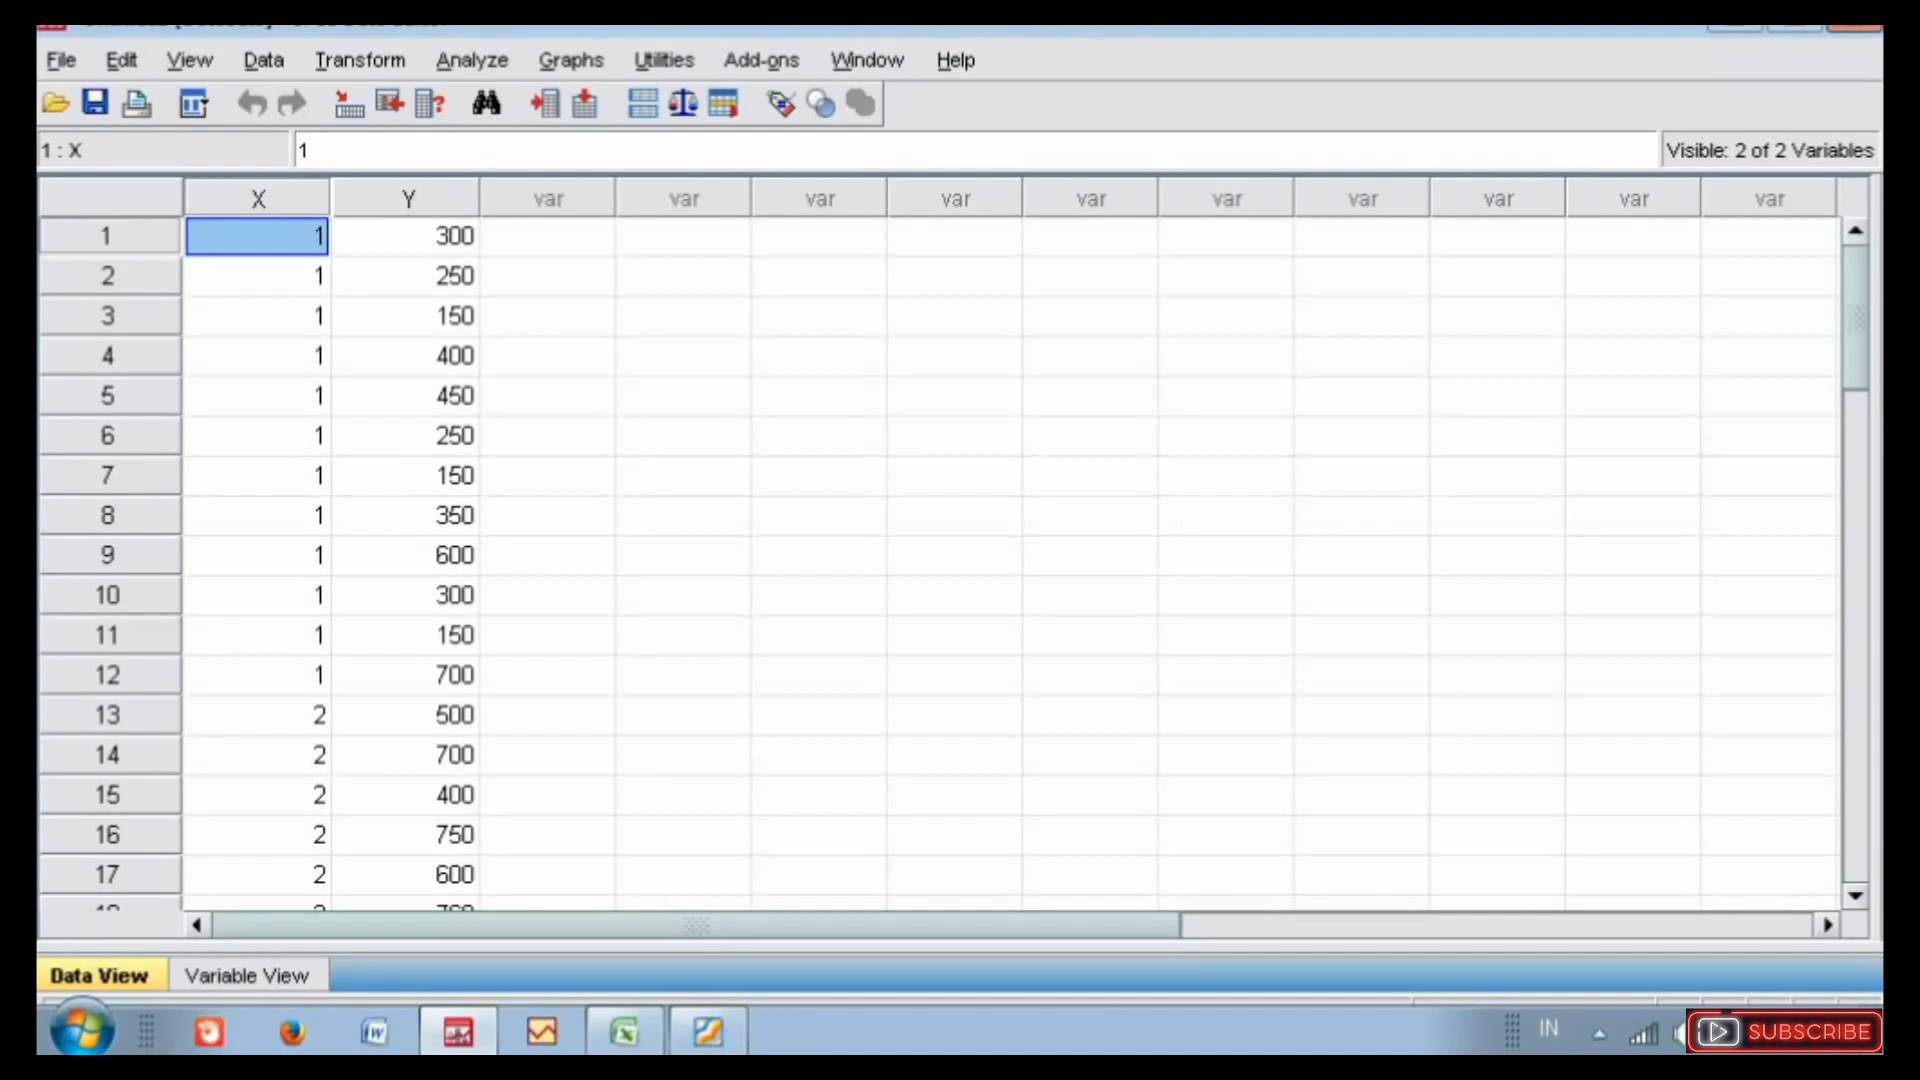 File Edit View Data Transform Analyze Graphs Utilities Add-ons Window Help
1 : X 1 Visible: 2 of 2 Variables
X Y var var var var var var var var var var
1 1 300
2 1 250
3 1 150
4 1 400
5 1 450
6 1 250
7 1 150
8 1 350
9 1 600
10 1 300
11 1 150
12 1 700
13 2 500
14 2 700
15 2 400
16 2 750
17 2 600
Data View Variable View
IN SUBSCRIBE